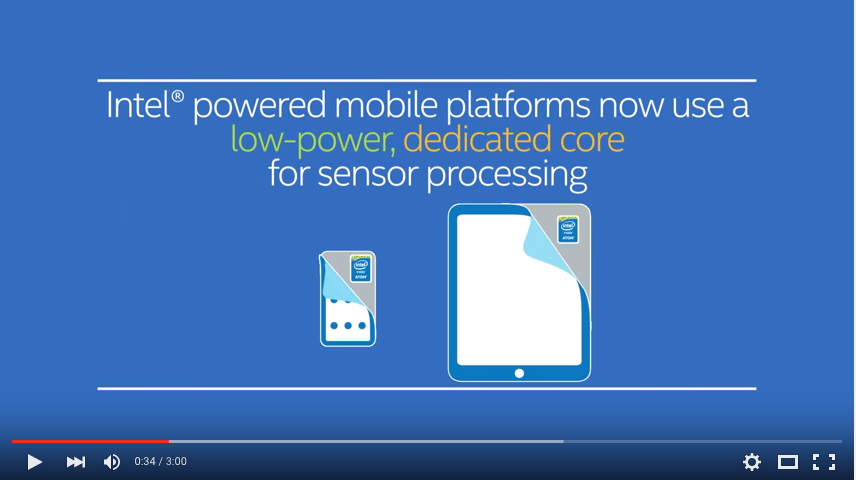 Intel® powered mobile platforms now use a
low-power, dedicated core
for sensor processing
intel
inside
ATOM
intel
inside
ATOM
0:34 / 3:00